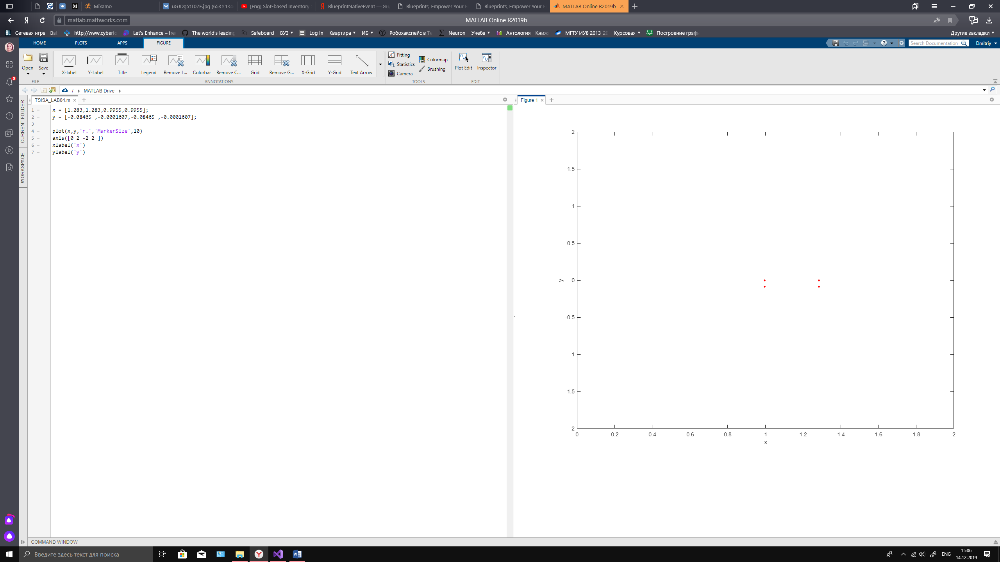 Mixamo
uGJDg5tT0ZE.jpg (653×134
[Eng] Slot-based Inventory
BlueprintNativeEvent — Ян
Blueprints, Empower Your E
Blueprints, Empower Your E
MATLAB Online R2019b
matlab.mathworks.com
MATLAB Online R2019b
BL Сетевая игра - Bat
http://www.cyberfo
Let's Enhance – fre
The world's leading
Safeboard
ВУЗ
Log In
Квартира
ИБ
Робохакспейс в Те
Neuron
Учеба
Антология - Книж
МГТУ ИУ8 2013-20
Курсовая
Построение граф
Другие закладки
HOME
PLOTS
APPS
FIGURE
Search Documentation
Dmitriy
3
Open
Save
X-label
Y-Label
Title
Legend
Remove L...
Colorbar
Remove C...
Grid
Remove G...
X-Grid
Y-Grid
Text Arrow
Fitting
Statistics
Camera
Colormap
Brushing
Plot Edit
Inspector
FILE
ANNOTATIONS
TOOLS
EDIT
/ › MATLAB Drive ›
CURRENT FOLDER
WORKSPACE
TSISA_LAB04.m
1 – x = [1.283,1.283,0.9955,0.9955];
2 – y = [-0.08465 ,-0.0001607,-0.08465 ,-0.0001607];
3
4 – plot(x,y,'r.','MarkerSize',10)
5 – axis([0 2 -2 2 ])
6 – xlabel('x')
7 – ylabel('y')
Figure 1
2
1.5
1
0.5
0
-0.5
-1
-1.5
-2
y
0 0.2 0.4 0.6 0.8 1 1.2 1.4 1.6 1.8 2
x
COMMAND WINDOW
Введите здесь текст для поиска
ENG
15:06
14.12.2019